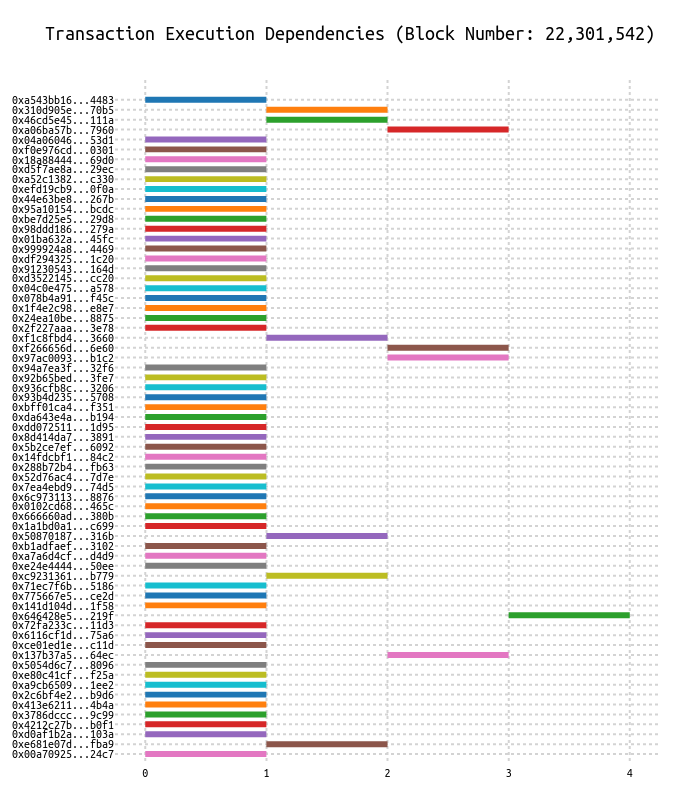 Transaction Execution Dependencies (Block Number: 22,301,542)
0xa543bb16...4483
0x310d905e...70b5
0x46cd5e45...111a
0xa06ba57b...7960
0x04a06046...53d1
0xf0e976cd...0301
0x18a88444...69d0
0xd5f7ae8a...29ec
0xa52c1382...c330
0xefd19cb9...0f0a
0x44e63be8...267b
0x95a10154...bcdc
0xbe7d25e5...29d8
0x98ddd186...279a
0x01ba632a...45fc
0x999924a8...4469
0xdf294325...1c20
0x91230543...164d
0xd3522145...cc20
0x04c0e475...a578
0x078b4a91...f45c
0x1f4e2c98...e8e7
0x24ea10be...8875
0x2f227aaa...3e78
0xf1c8fbd4...3660
0xf266656d...6e60
0x97ac0093...b1c2
0x94a7ea3f...32f6
0x92b65bed...3fe7
0x936cfb8c...3206
0x93b4d235...5708
0xbff01ca4...f351
0xda643e4a...b194
0xdd072511...1d95
0x8d414da7...3891
0x5b2ce7ef...6092
0x14fdcbf1...84c2
0x288b72b4...fb63
0x52d76ac4...7d7e
0x7ea4ebd9...74d5
0x6c973113...8876
0x0102cd68...465c
0x666660ad...380b
0x1a1bd0a1...c699
0x50870187...316b
0xb1adfaef...3102
0xa7a6d4cf...d4d9
0xe24e4444...50ee
0xc9231361...b779
0x71ec7f6b...5186
0x775667e5...ce2d
0x141d104d...1f58
0x646428e5...219f
0x72fa233c...11d3
0x6116cf1d...75a6
0xce01ed1e...c11d
0x137b37a5...64ec
0x5054d6c7...8096
0xe80c41cf...f25a
0xa9cb6509...1ee2
0x2c6bf4e2...b9d6
0x413e6211...4b4a
0x3786dccc...9c99
0x4212c27b...b0f1
0xd0af1b2a...103a
0xe681e07d...fba9
0x00a70925...24c7
0 1 2 3 4